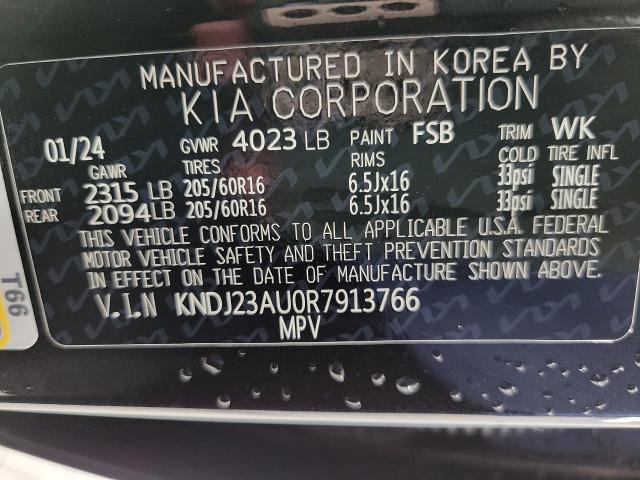 MANUFACTURED IN KOREA BY
KIA CORPORATION
01/24 GVWR 4023 LB PAINT FSB TRIM WK
GAWR TIRES RIMS COLD TIRE INFL
FRONT 2315 LB 205/60R16 6.5Jx16 33psi SINGLE
REAR 2094 LB 205/60R16 6.5Jx16 33psi SINGLE
THIS VEHICLE CONFORMS TO ALL APPLICABLE U.S.A. FEDERAL
MOTOR VEHICLE SAFETY AND THEFT PREVENTION STANDARDS
IN EFFECT ON THE DATE OF MANUFACTURE SHOWN ABOVE.
V.I.N KNDJ23AU0R7913766
MPV
T66